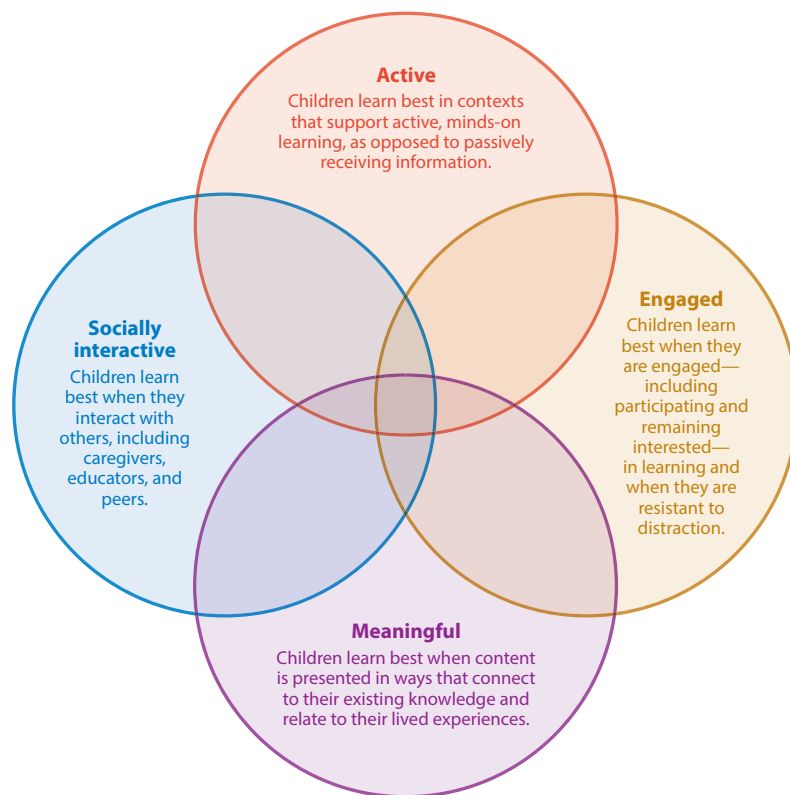 Active
Children learn best in contexts
that support active, minds-on
learning, as opposed to passively
receiving information.
Socially
interactive
Children learn
best when they
interact with
others, including
caregivers,
educators, and
peers.
Engaged
Children learn
best when they
are engaged—
including
participating and
remaining
interested—
in learning and
when they are
resistant to
distraction.
Meaningful
Children learn best when content
is presented in ways that connect
to their existing knowledge and
relate to their lived experiences.